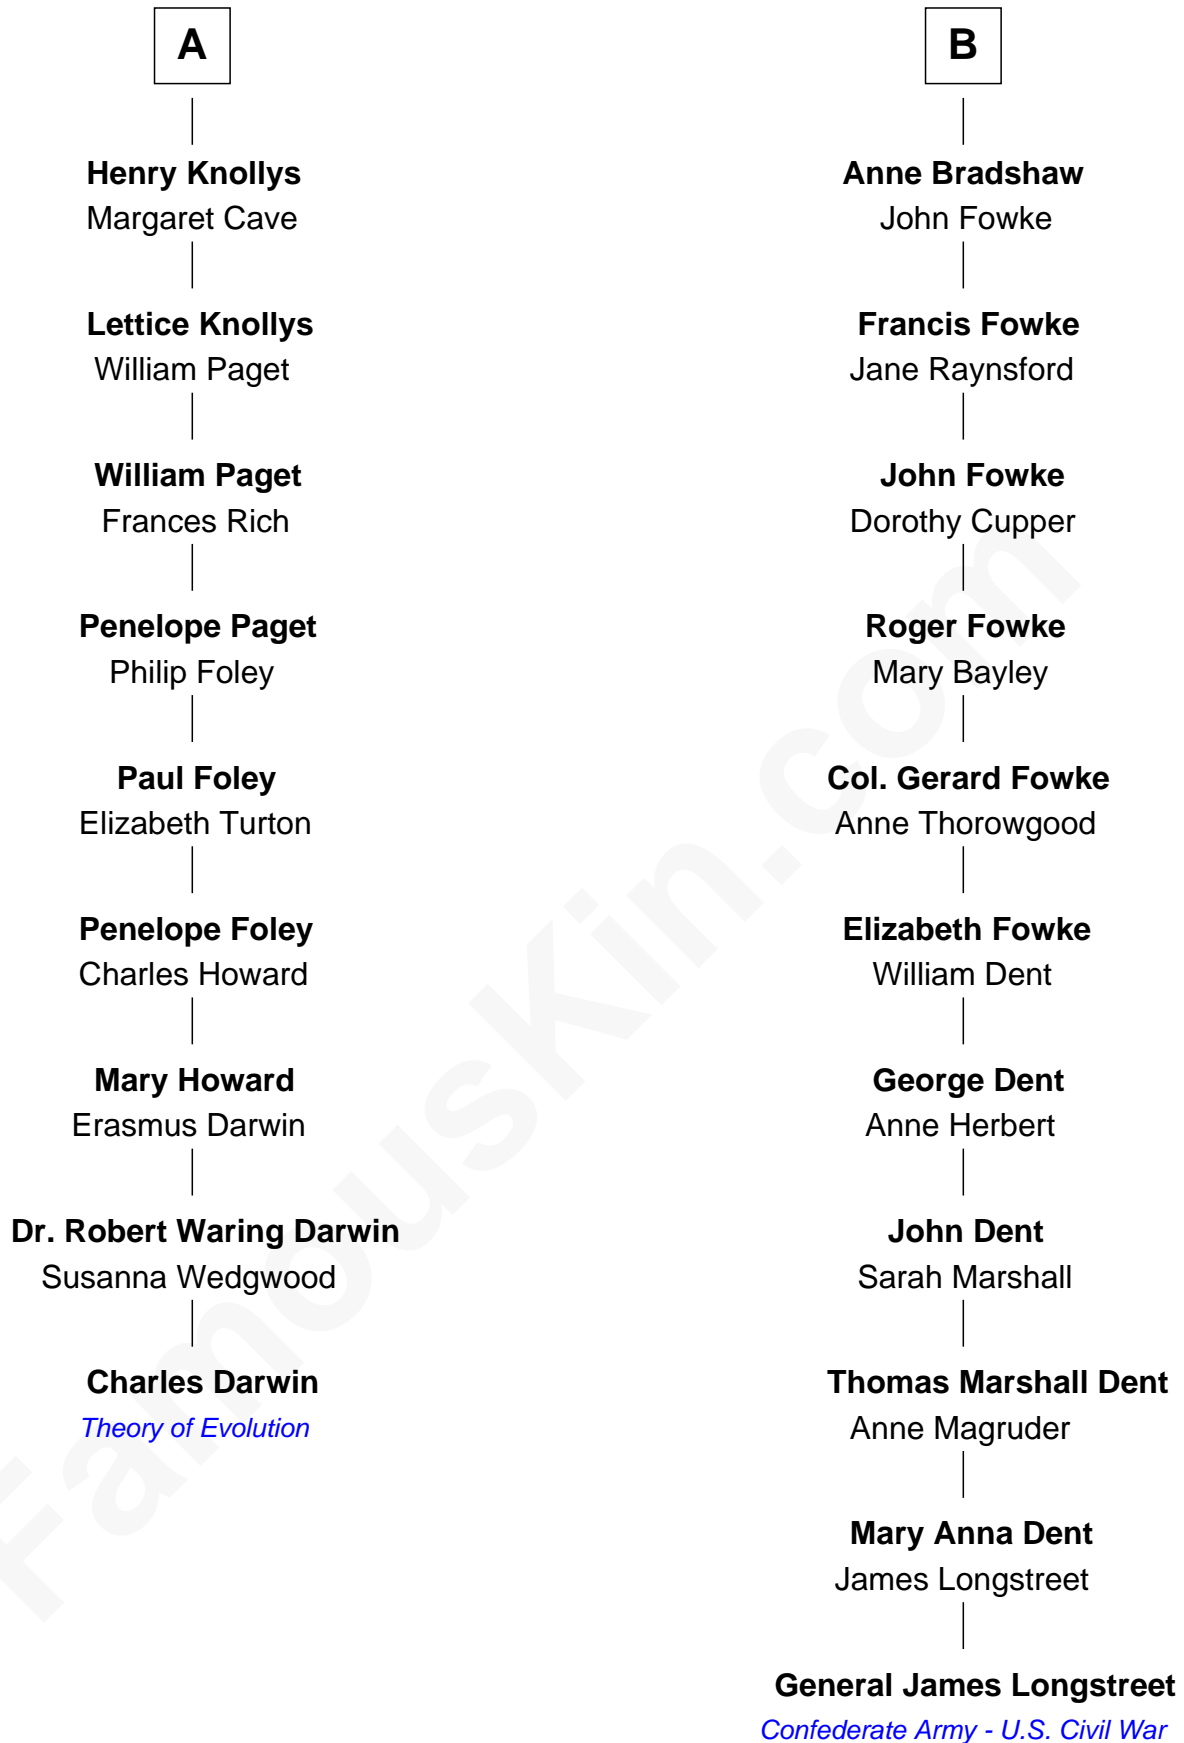 A
Henry Knollys
Margaret Cave
Lettice Knollys
William Paget
William Paget
Frances Rich
Penelope Paget
Philip Foley
Paul Foley
Elizabeth Turton
Penelope Foley
Charles Howard
Mary Howard
Erasmus Darwin
Dr. Robert Waring Darwin
Susanna Wedgwood
Charles Darwin
Theory of Evolution
B
Anne Bradshaw
John Fowke
Francis Fowke
Jane Raynsford
John Fowke
Dorothy Cupper
Roger Fowke
Mary Bayley
Col. Gerard Fowke
Anne Thorowgood
Elizabeth Fowke
William Dent
George Dent
Anne Herbert
John Dent
Sarah Marshall
Thomas Marshall Dent
Anne Magruder
Mary Anna Dent
James Longstreet
General James Longstreet
Confederate Army - U.S. Civil War
FamousKin.com